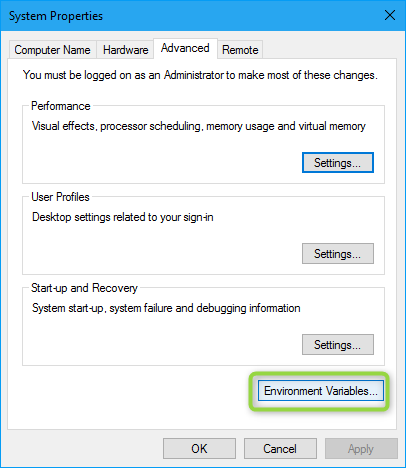 System Properties
Computer Name Hardware Advanced Remote
You must be logged on as an Administrator to make most of these changes.
Performance
Visual effects, processor scheduling, memory usage and virtual memory
Settings...
User Profiles
Desktop settings related to your sign-in
Settings...
Start-up and Recovery
System start-up, system failure and debugging information
Settings...
Environment Variables...
OK Cancel Apply